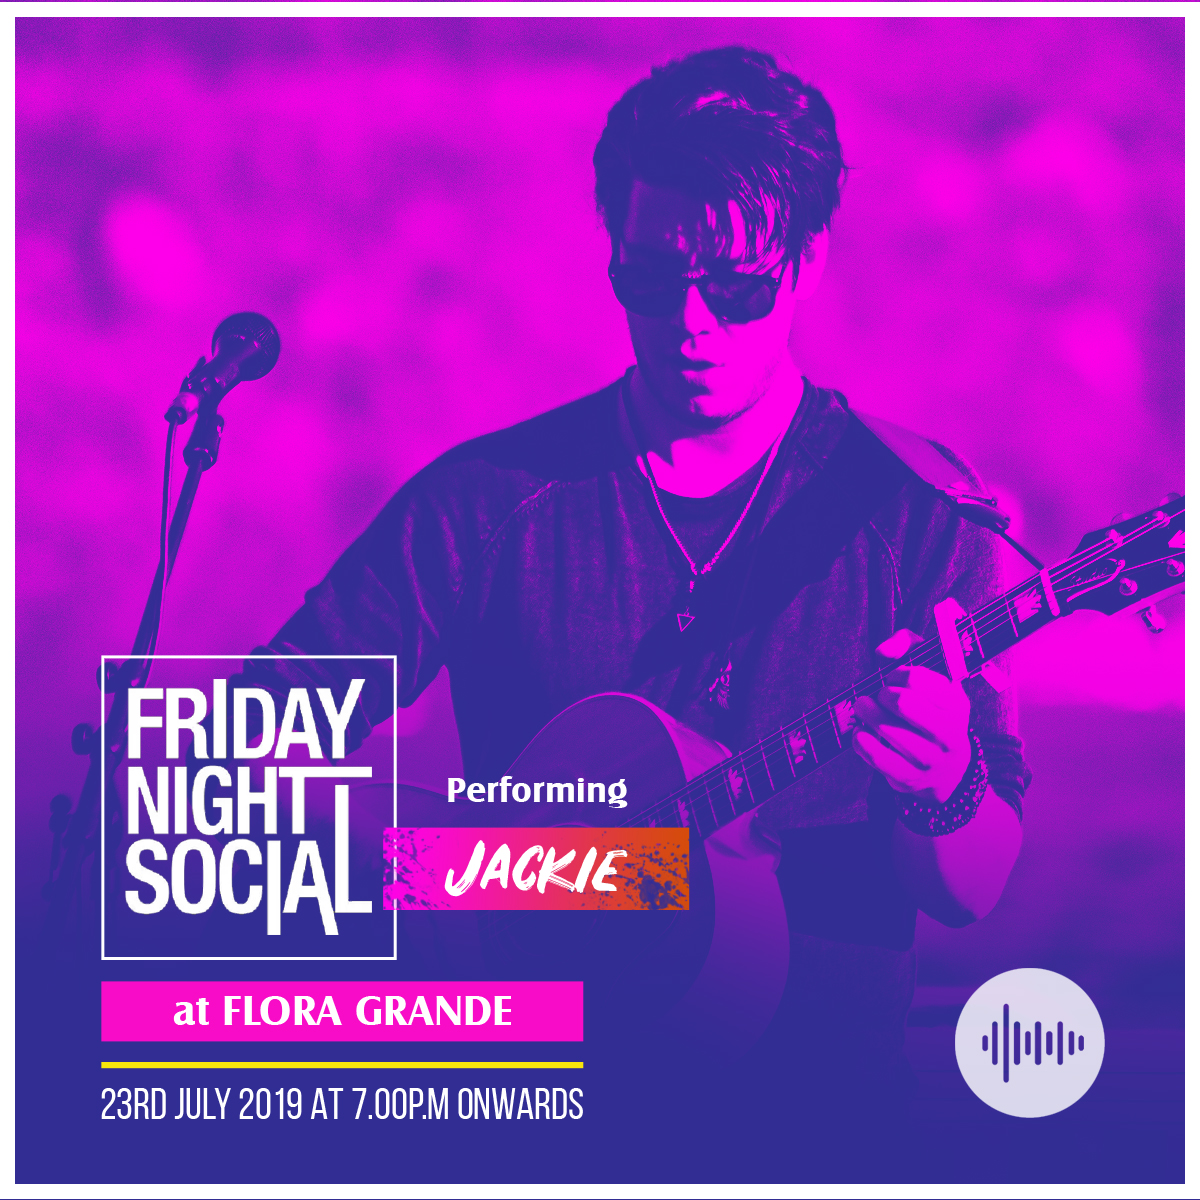 FRIDAY
NIGHT
SOCIAL
Performing
JACKIE
at FLORA GRANDE
23RD JULY 2019 AT 7.00P.M ONWARDS